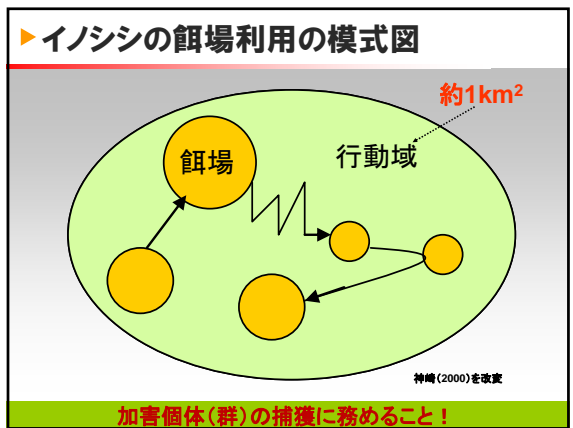 イノシシの餌場利用の模式図
約1km²
餌場
行動域
神崎(2000)を改変
加害個体(群)の捕獲に務めること!